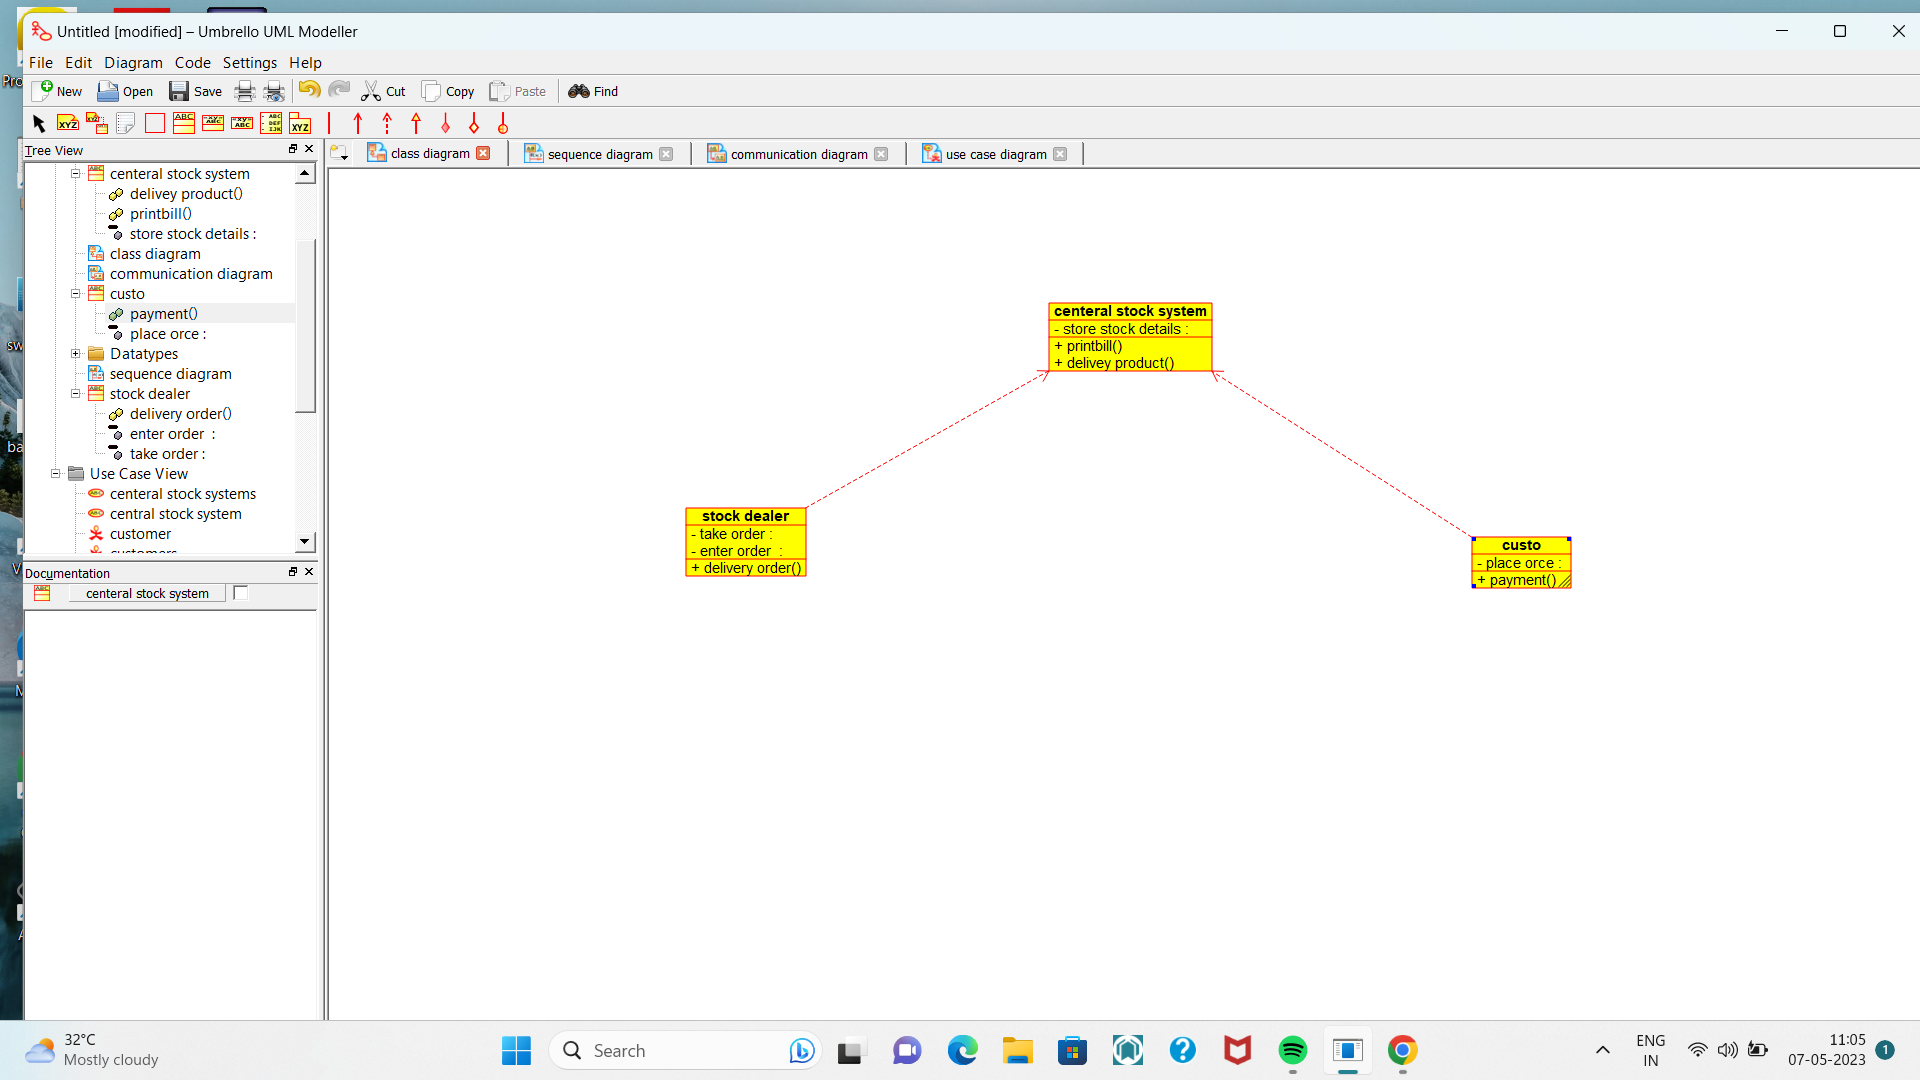 Untitled [modified] – Umbrello UML Modeller
File Edit Diagram Code Settings Help
New Open Save Cut Copy Paste Find
Tree View
class diagram sequence diagram communication diagram use case diagram
centeral stock system
delivey product()
printbill()
store stock details :
class diagram
communication diagram
custo
payment()
place orce :
Datatypes
sequence diagram
stock dealer
delivery order()
enter order  :
take order :
Use Case View
centeral stock systems
central stock system
customer
customers
Documentation
centeral stock system
centeral stock system
- store stock details :
+ printbill()
+ delivey product()
stock dealer
- take order :
- enter order  :
+ delivery order()
custo
- place orce :
+ payment()
32°C
Mostly cloudy
Search
ENG
IN
11:05
07-05-2023
1